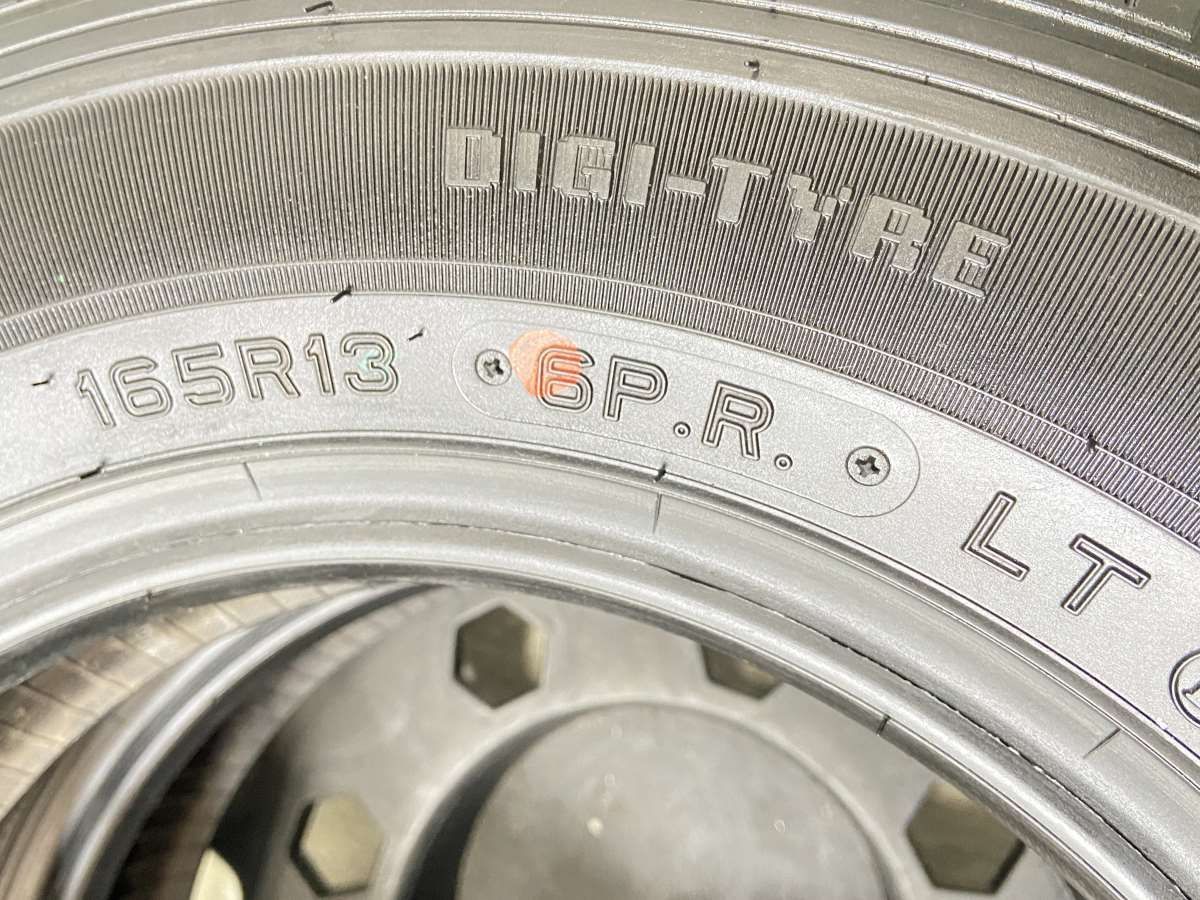 DIGI-TYRE
165R13 6P.R. LT